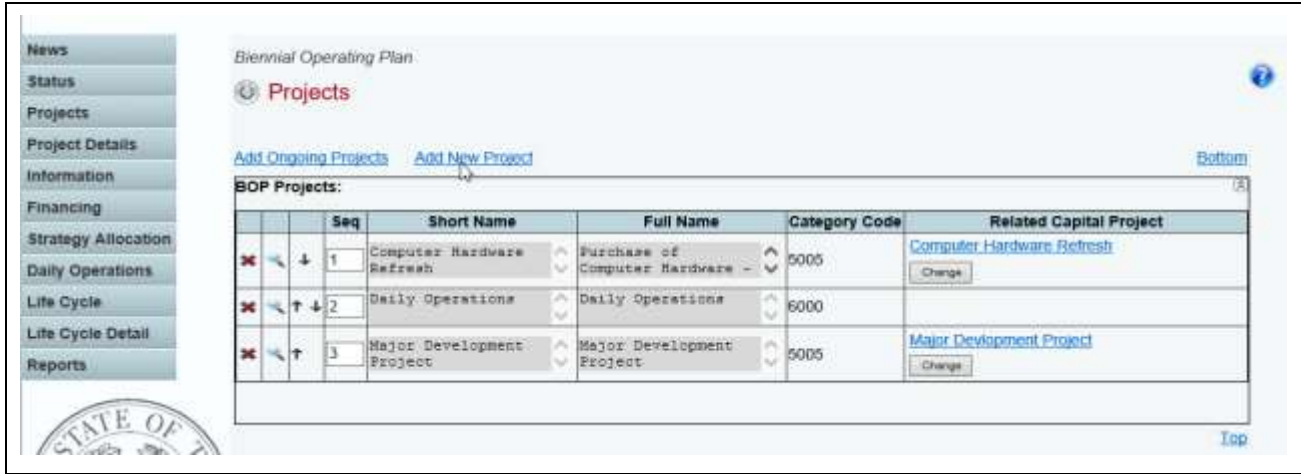 News
Status
Projects
Project Details
Information
Financing
Strategy Allocation
Daily Operations
Life Cycle
Life Cycle Detail
Reports
STATE OF
Biennial Operating Plan
Projects
Add Ongoing Projects Add New Project Bottom
BOP Projects:
Seq Short Name Full Name Category Code Related Capital Project
1 Computer Hardware Refresh Purchase of Computer Hardware - 5005 Computer Hardware Refresh Change
2 Daily Operations Daily Operations 6000
3 Major Development Project Major Development Project 5005 Major Devlopment Project Change
Top